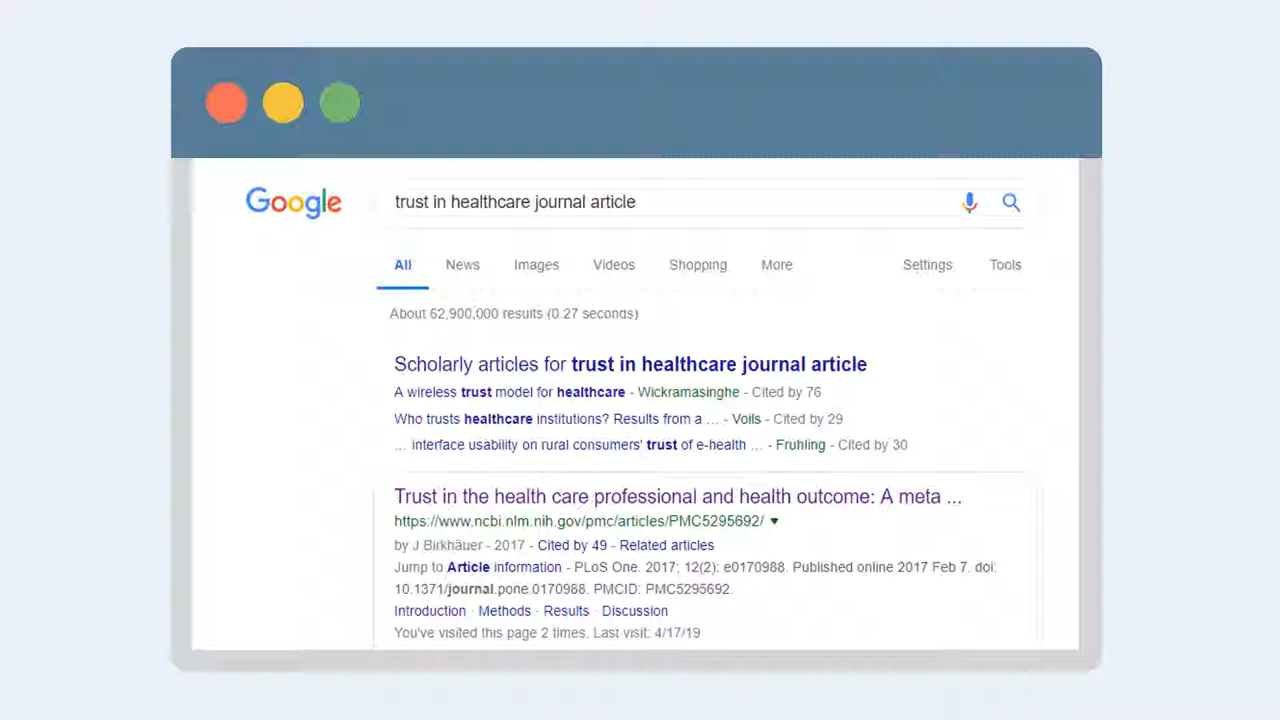 Google
trust in healthcare journal article
All News Images Videos Shopping More Settings Tools
About 62,900,000 results (0.27 seconds)
Scholarly articles for trust in healthcare journal article
A wireless trust model for healthcare - Wickramasinghe - Cited by 76
Who trusts healthcare institutions? Results from a ... - Voils - Cited by 29
... interface usability on rural consumers' trust of e-health ... - Fruhling - Cited by 30
Trust in the health care professional and health outcome: A meta ...
https://www.ncbi.nlm.nih.gov/pmc/articles/PMC5295692/
by J Birkhäuer - 2017 - Cited by 49 - Related articles
Jump to Article information - PLoS One. 2017; 12(2): e0170988. Published online 2017 Feb 7. doi:
10.1371/journal.pone.0170988. PMCID: PMC5295692.
Introduction · Methods · Results · Discussion
You've visited this page 2 times. Last visit: 4/17/19